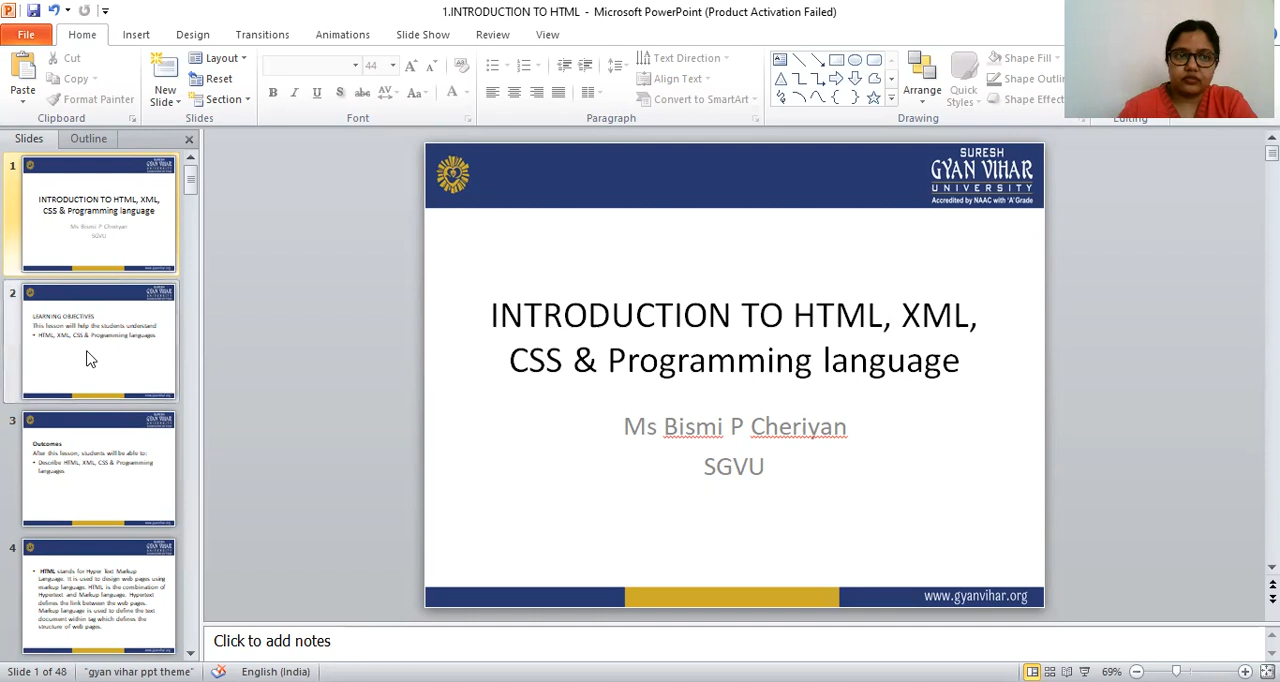 1.INTRODUCTION TO HTML - Microsoft PowerPoint (Product Activation Failed)
File Home Insert Design Transitions Animations Slide Show Review View
Paste
Cut
Copy
Format Painter
Clipboard
New
Slide
Layout
Reset
Section
Slides
44
B I U S abc AV Aa A
Font
Text Direction
Align Text
Convert to SmartArt
Paragraph
Arrange
Quick
Styles
Shape Fill
Shape Outli
Shape Effect
Drawing
Editing
Slides Outline
1
INTRODUCTION TO HTML, XML,
CSS & Programming language
Ms Bismi P Cheriyan
SGVU
2
LEARNING OBJECTIVES
This lesson will help the students understand
• HTML, XML, CSS & Programming languages
3
Outcomes
After this lesson, students will be able to:
• Describe HTML, XML, CSS & Programming
languages
4
• HTML stands for Hyper Text Markup
Language. It is used to design web pages using
markup language. HTML is the combination of
Hypertext and Markup language. Hypertext
defines the link between the web pages.
Markup language is used to define the text
document within tag which defines the
structure of web pages.
SURESH
GYAN VIHAR
UNIVERSITY
Accredited by NAAC with 'A' Grade
INTRODUCTION TO HTML, XML,
CSS & Programming language
Ms Bismi P Cheriyan
SGVU
www.gyanvihar.org
Click to add notes
Slide 1 of 48 "gyan vihar ppt theme" English (India) 69%